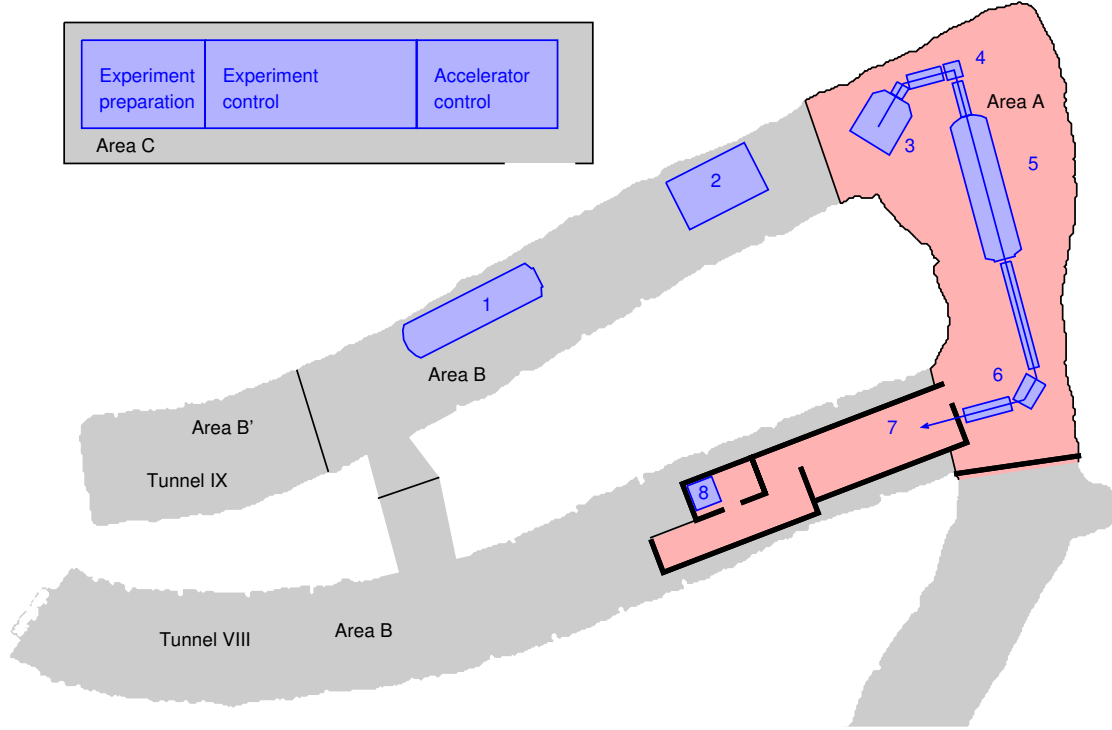 Experiment
preparation
Experiment
control
Accelerator
control
Area C
4
Area A
3
5
2
1
Area B
6
Area B'
7
Tunnel IX
8
Area B
Tunnel VIII